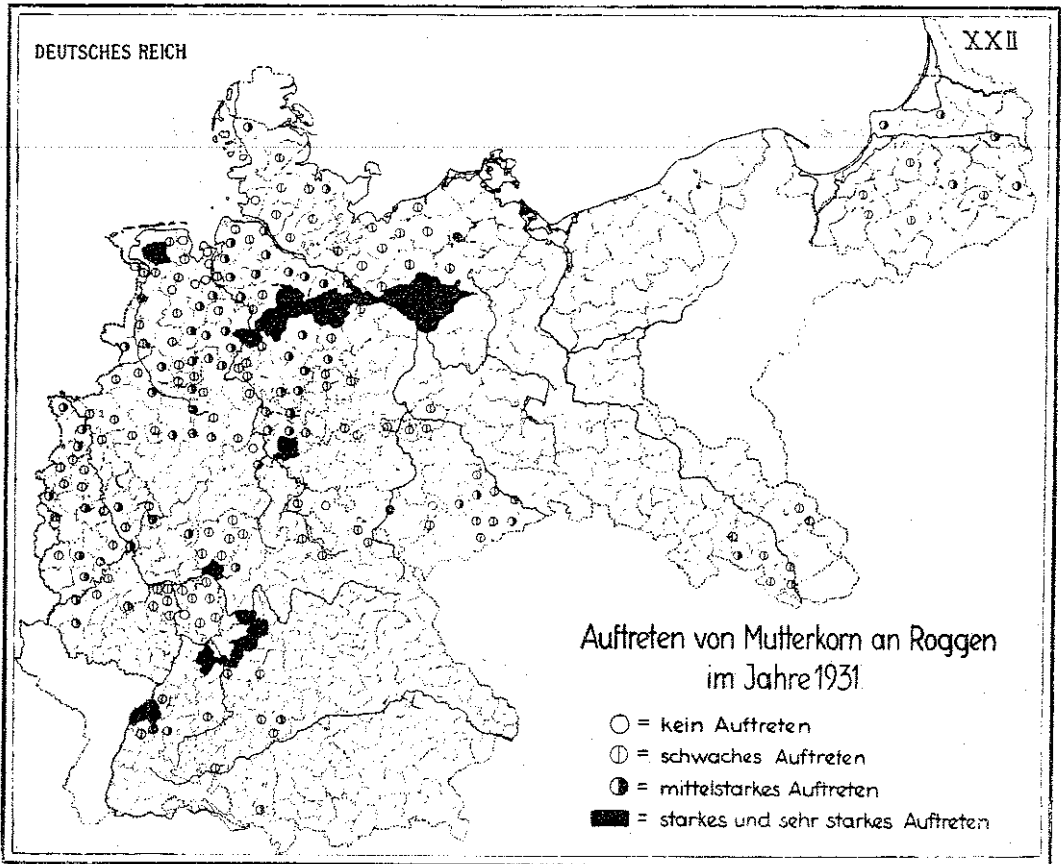 DEUTSCHES REICH
XXII
Auftreten von Mutterkorn an Roggen
im Jahre 1931
= kein Auftreten
= schwaches Auftreten
= mittelstarkes Auftreten
= starkes und sehr starkes Auftreten